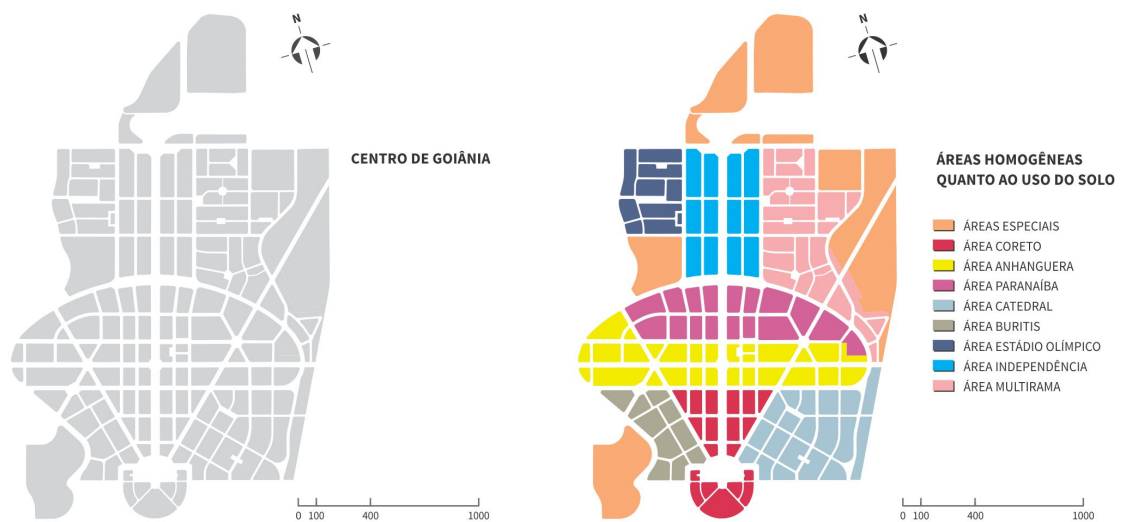 N
CENTRO DE GOIÂNIA
0 100 400 1000
N
ÁREAS HOMOGÊNEAS
QUANTO AO USO DO SOLO
ÁREAS ESPECIAIS
ÁREA CORETO
ÁREA ANHANGUERA
ÁREA PARANAÍBA
ÁREA CATEDRAL
ÁREA BURITIS
ÁREA ESTÁDIO OLÍMPICO
ÁREA INDEPENDÊNCIA
ÁREA MULTIRAMA
0 100 400 1000